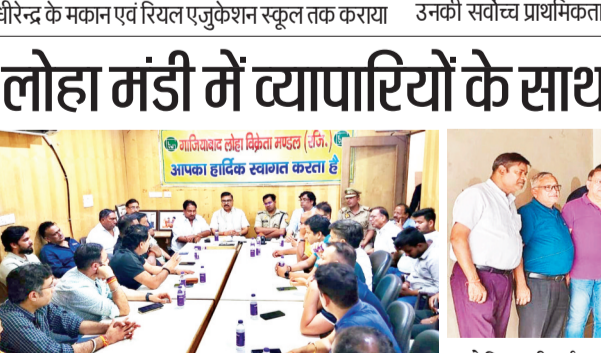 धीरेन्द्र के मकान एवं रियल एजुकेशन स्कूल तक कराया
उनकी सर्वोच्च प्राथमिकता
लोहा मंडी में व्यापारियों के साथ
गाजियाबाद लोहा विक्रेता मण्डल (रजि.)
आपका हार्दिक स्वागत करता है